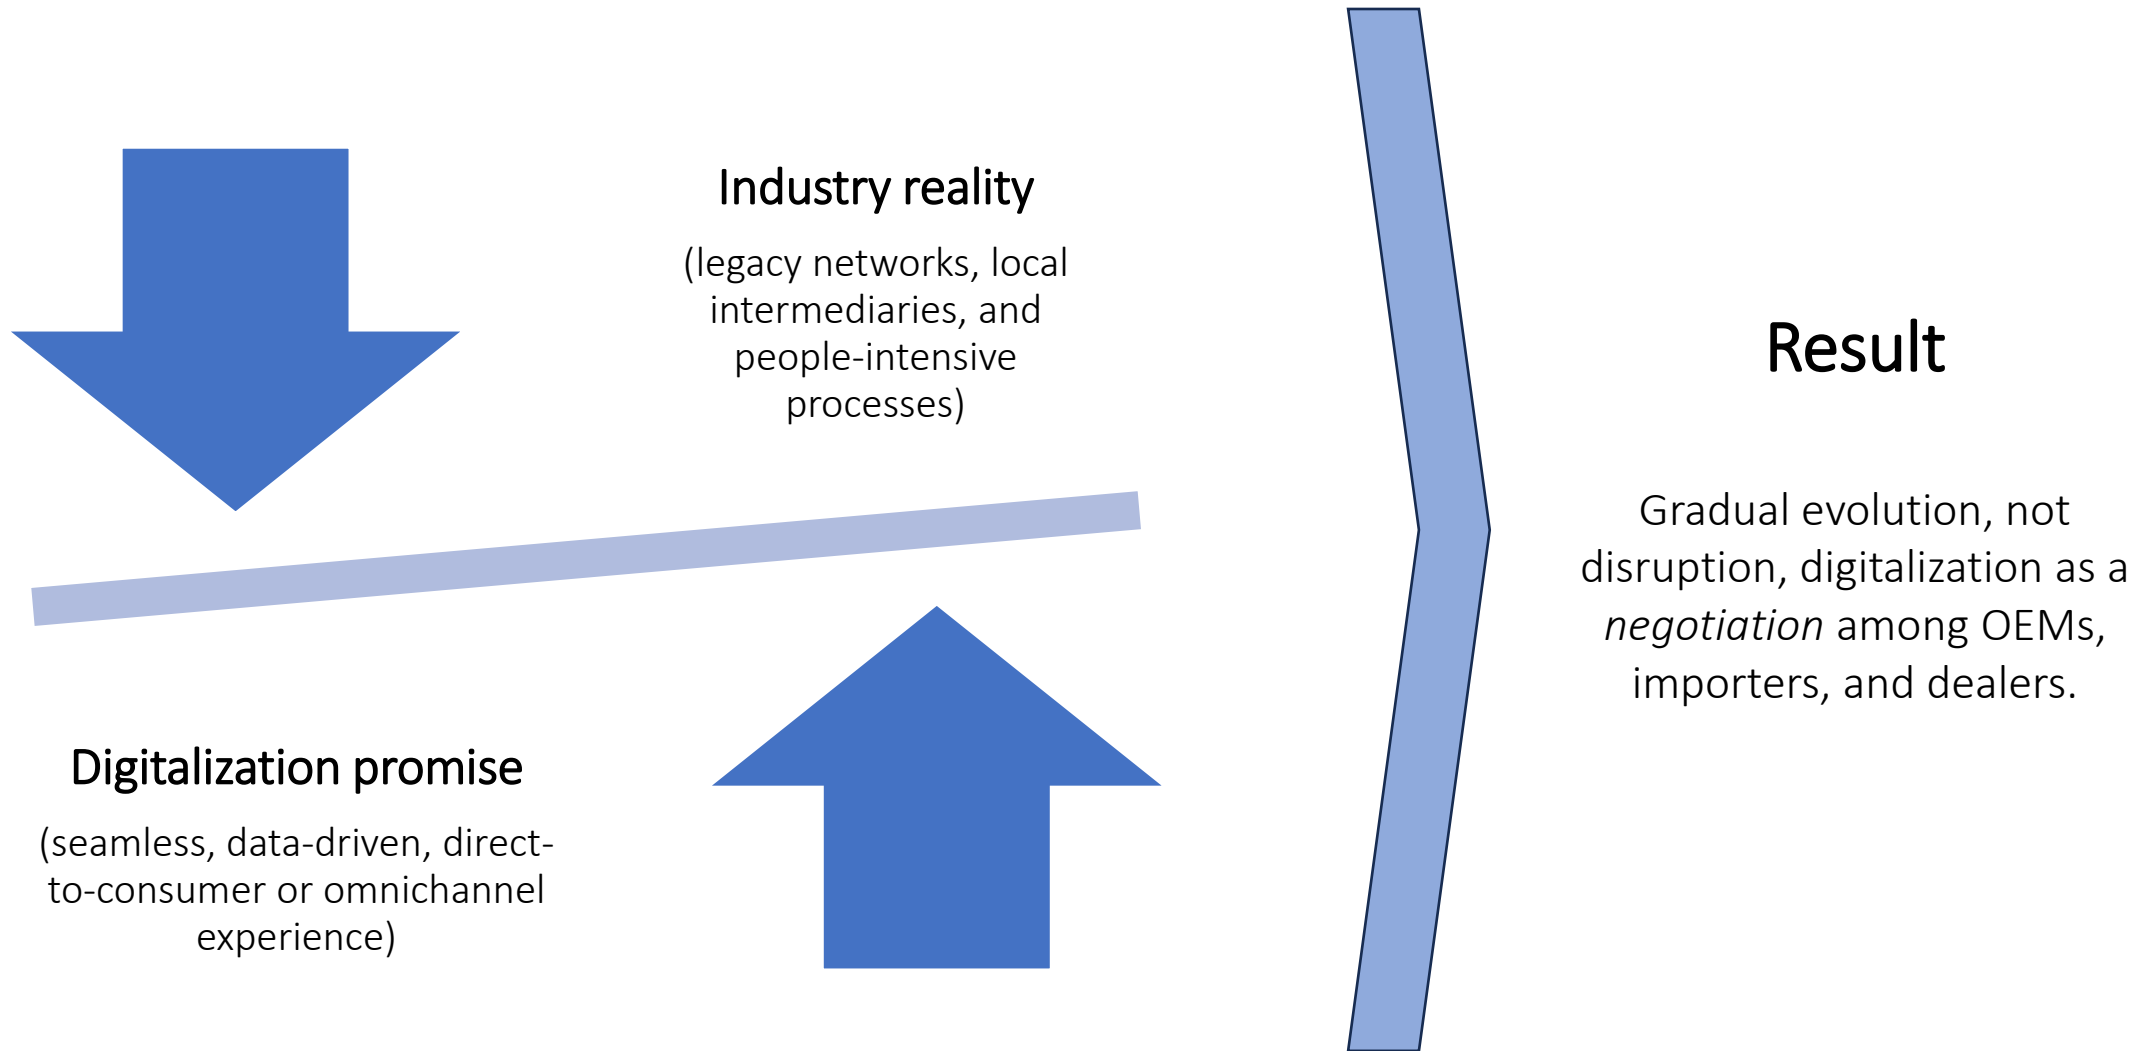 Industry reality
(legacy networks, local
intermediaries, and
people-intensive
processes)
Digitalization promise
(seamless, data-driven, direct-
to-consumer or omnichannel
experience)
Result
Gradual evolution, not
disruption, digitalization as a
negotiation among OEMs,
importers, and dealers.